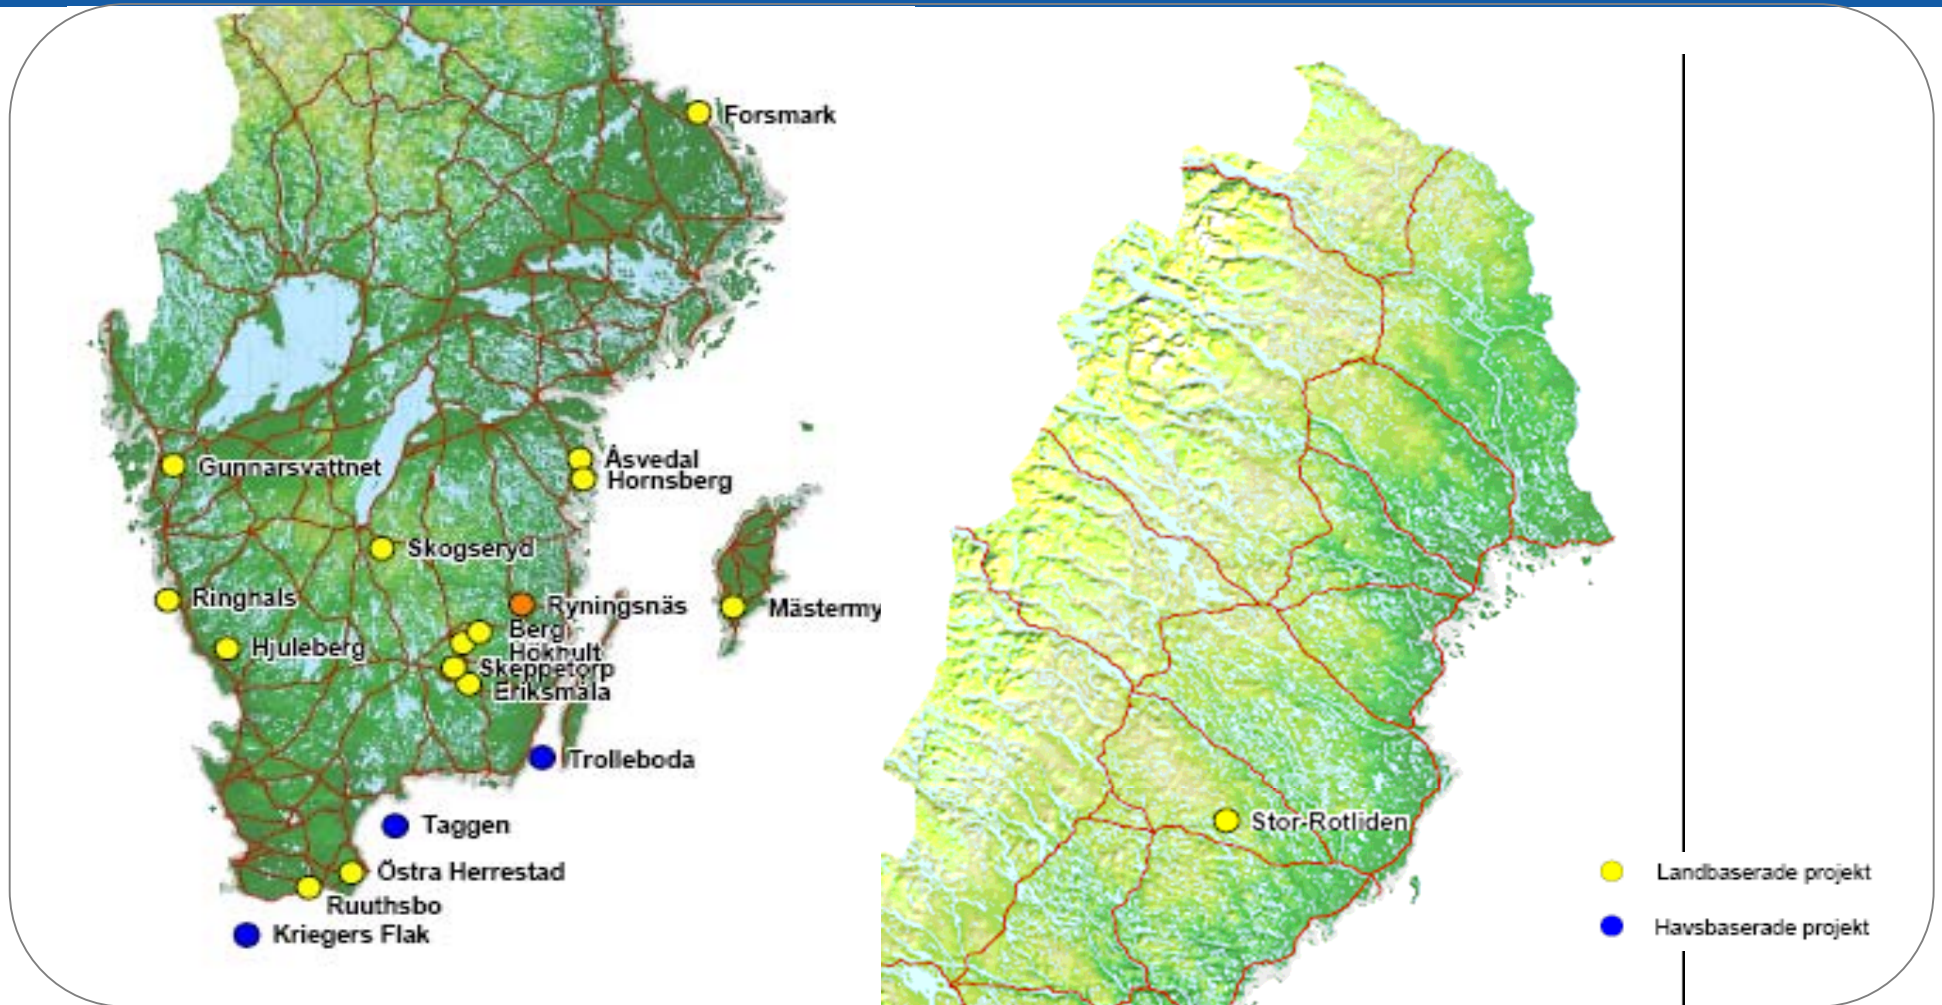 Forsmark
Gunnarsvattnet
Åsvedal
Hornsberg
Skogseryd
Ringhals
Ryningsnäs
Mästermyr
Berg
Hjuleberg
Hökhult
Skeppetorp
Eriksmåla
Trolleboda
Taggen
Östra Herrestad
Ruuthsbo
Kriegers Flak
Stor-Rotliden
Landbaserade projekt
Havsbaserade projekt